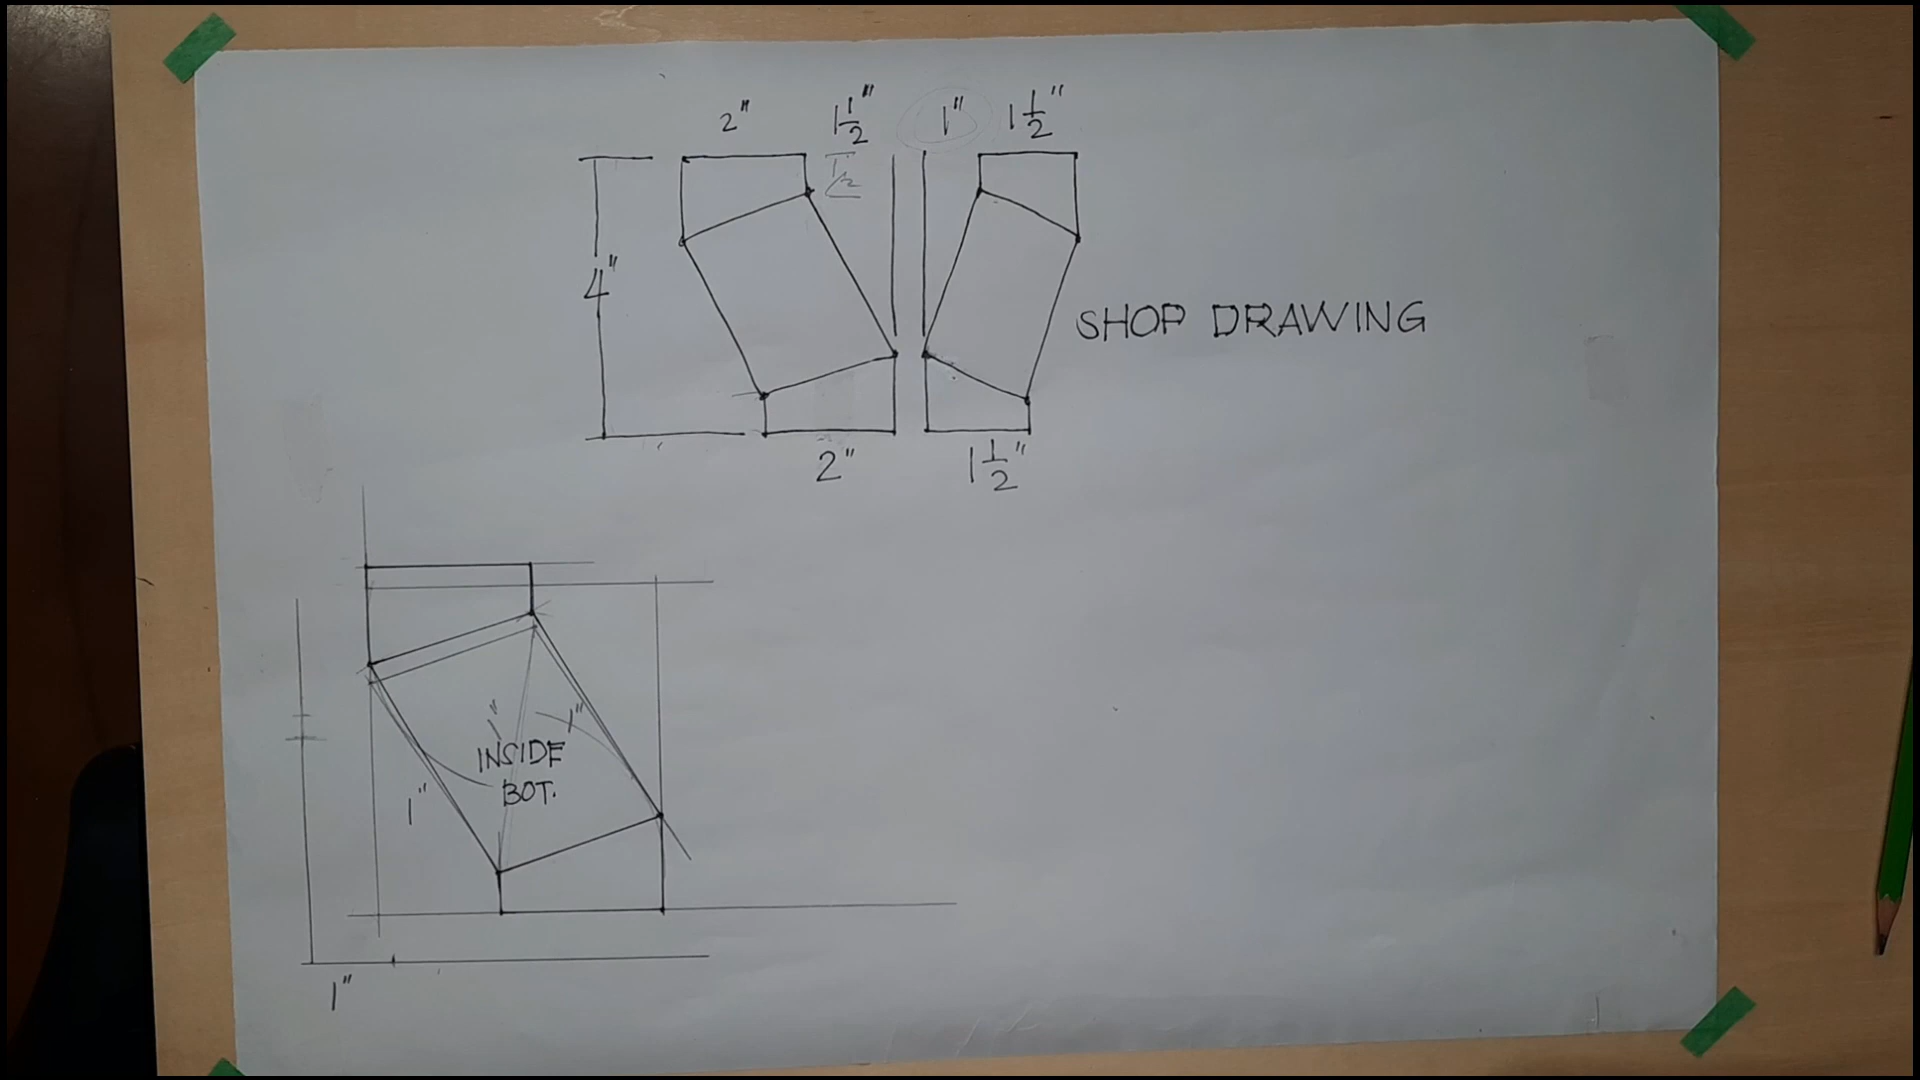 2" 1 1/2" 1" 1 1/2"
4"
SHOP DRAWING
2" 1 1/2"
1" 1"
INSIDE
BOT.
1"
1"